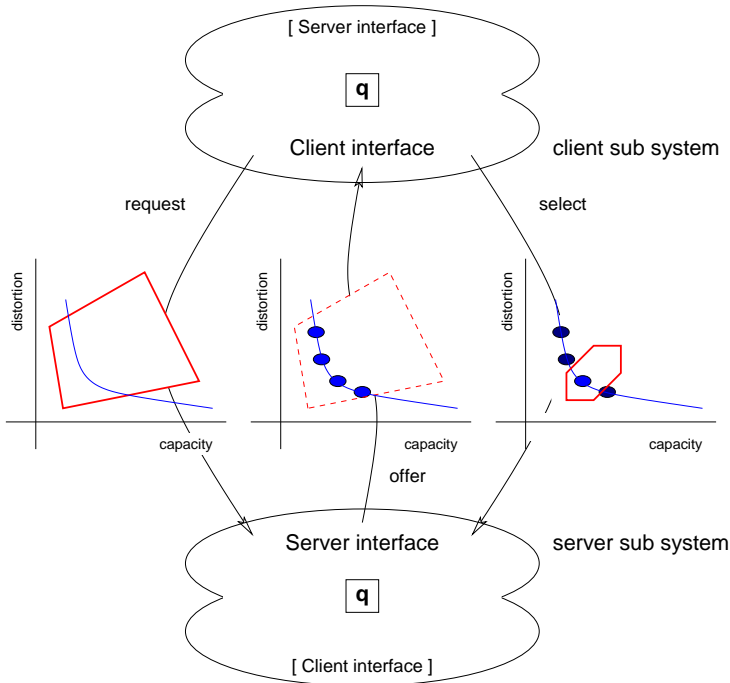 [ Server interface ]
q
Client interface
client sub system
request
select
distortion
distortion
distortion
capacity
capacity
capacity
offer
Server interface
server sub system
q
[ Client interface ]